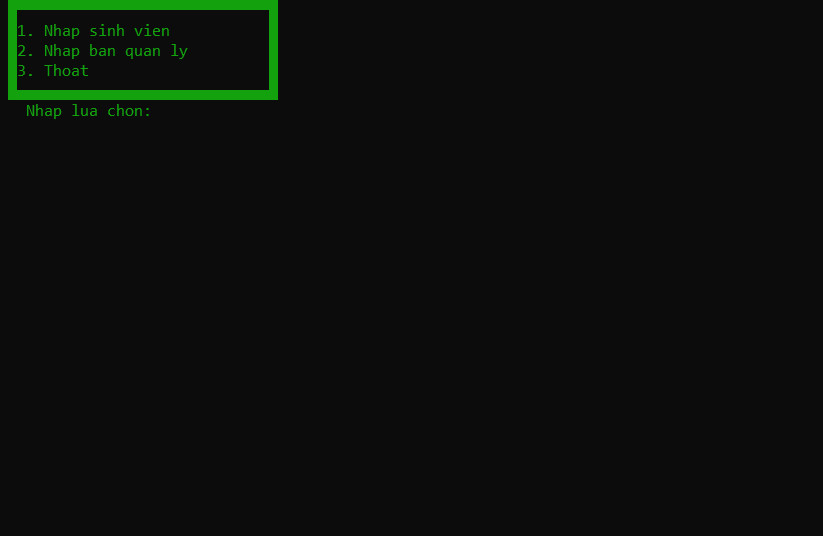 1. Nhap sinh vien
2. Nhap ban quan ly
3. Thoat
Nhap lua chon: